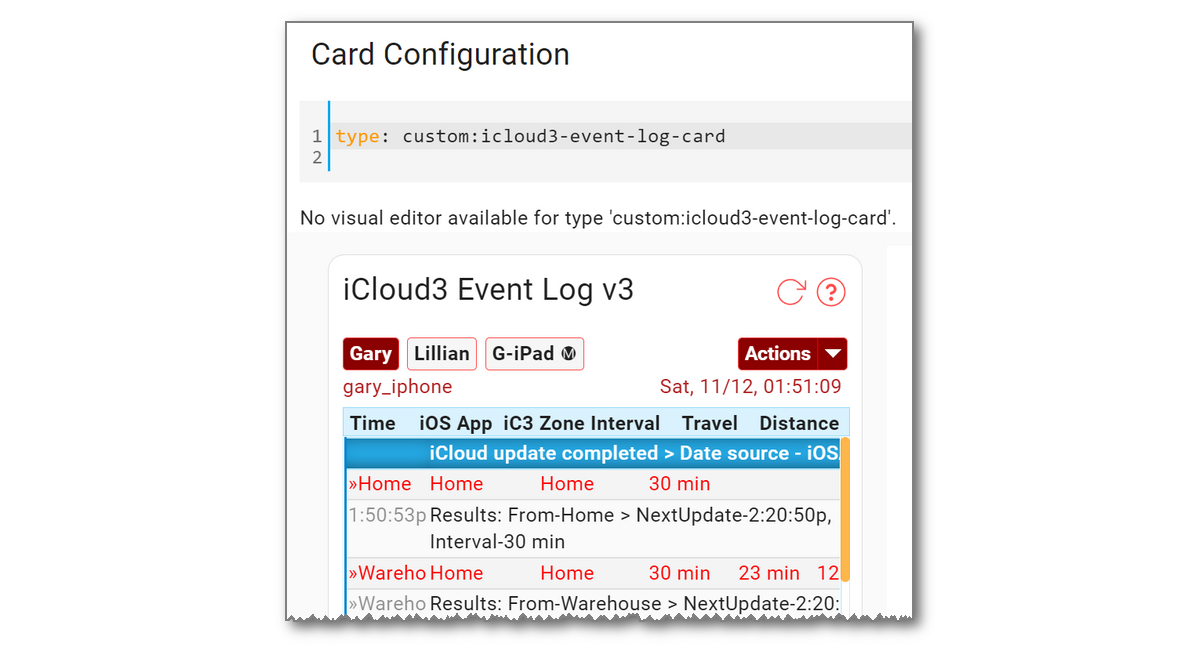 Card Configuration
1 type: custom:icloud3-event-log-card
2
No visual editor available for type 'custom:icloud3-event-log-card'.
iCloud3 Event Log v3 ?
Gary Lillian G-iPad Ⓜ Actions
gary_iphone Sat, 11/12, 01:51:09
Time iOS App iC3 Zone Interval Travel Distance
iCloud update completed > Date source - iOS
»Home Home Home 30 min
1:50:53p Results: From-Home > NextUpdate-2:20:50p,
Interval-30 min
»Wareho Home Home 30 min 23 min 12
»Wareho Results: From-Warehouse > NextUpdate-2:20: